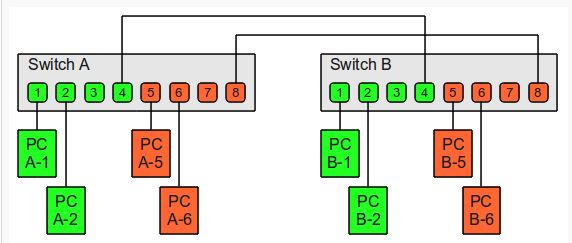 Switch A
Switch B
1 2 3 4 5 6 7 8
1 2 3 4 5 6 7 8
PC
A-1
PC
A-5
PC
B-1
PC
B-5
PC
A-2
PC
A-6
PC
B-2
PC
B-6